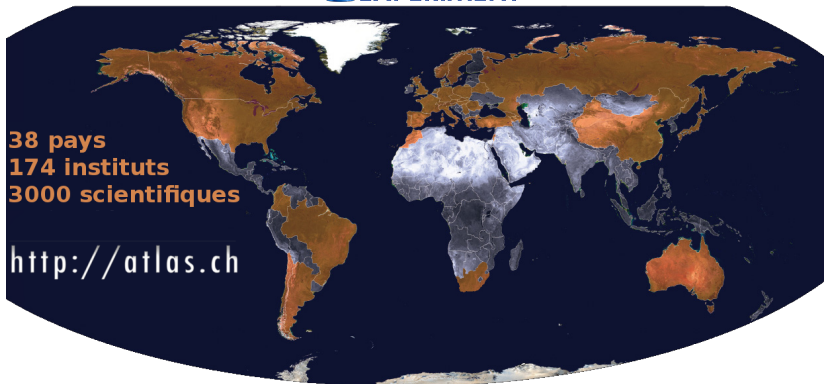 38 pays
174 instituts
3000 scientifiques
http://atlas.ch